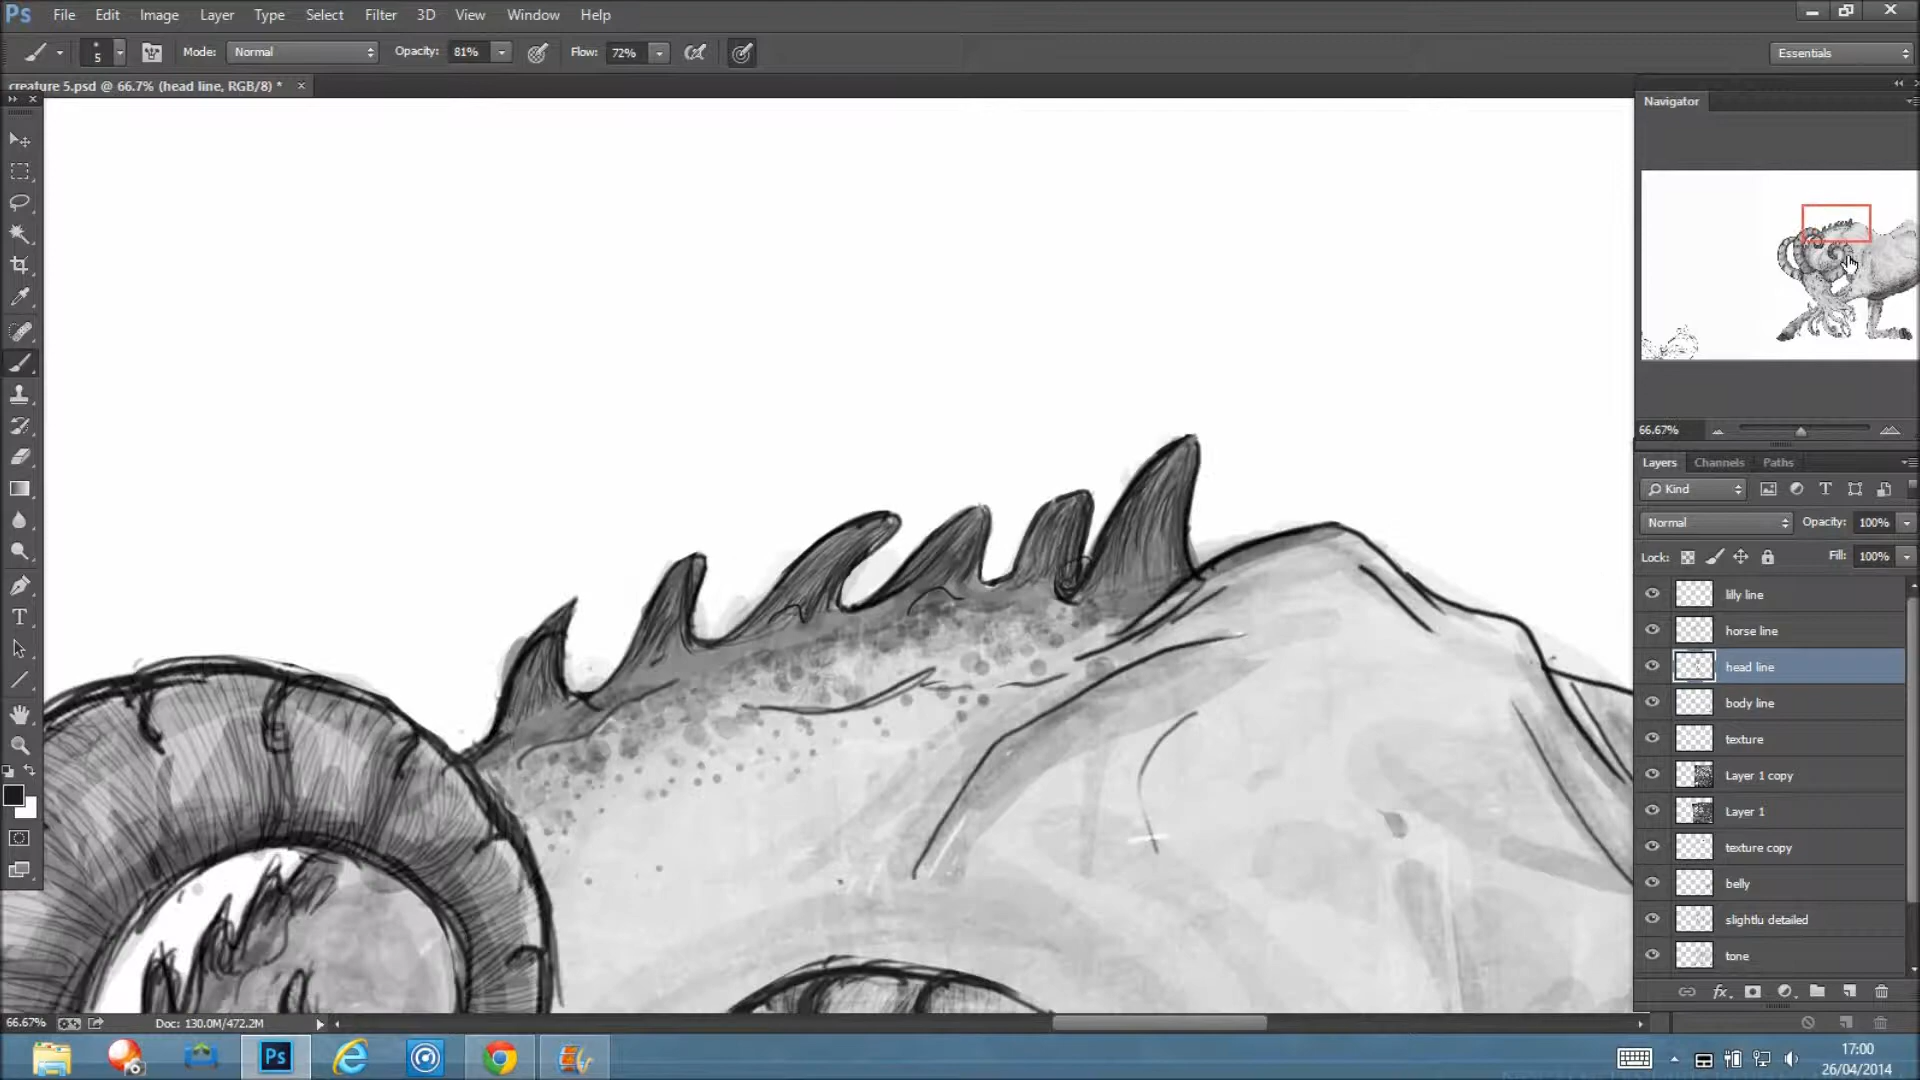 Ps File Edit Image Layer Type Select Filter 3D View Window Help
5 Mode: Normal Opacity: 81% Flow: 72% Essentials
creature 5.psd @ 66.7% (head line, RGB/8) *
Navigator
66.67%
Layers Channels Paths
Kind
Normal Opacity: 100%
Lock: Fill: 100%
lilly line
horse line
head line
body line
texture
Layer 1 copy
Layer 1
texture copy
belly
slightlu detailed
tone
fx
66.67% Doc: 130.0M/472.2M
Ps
17:00
26/04/2014